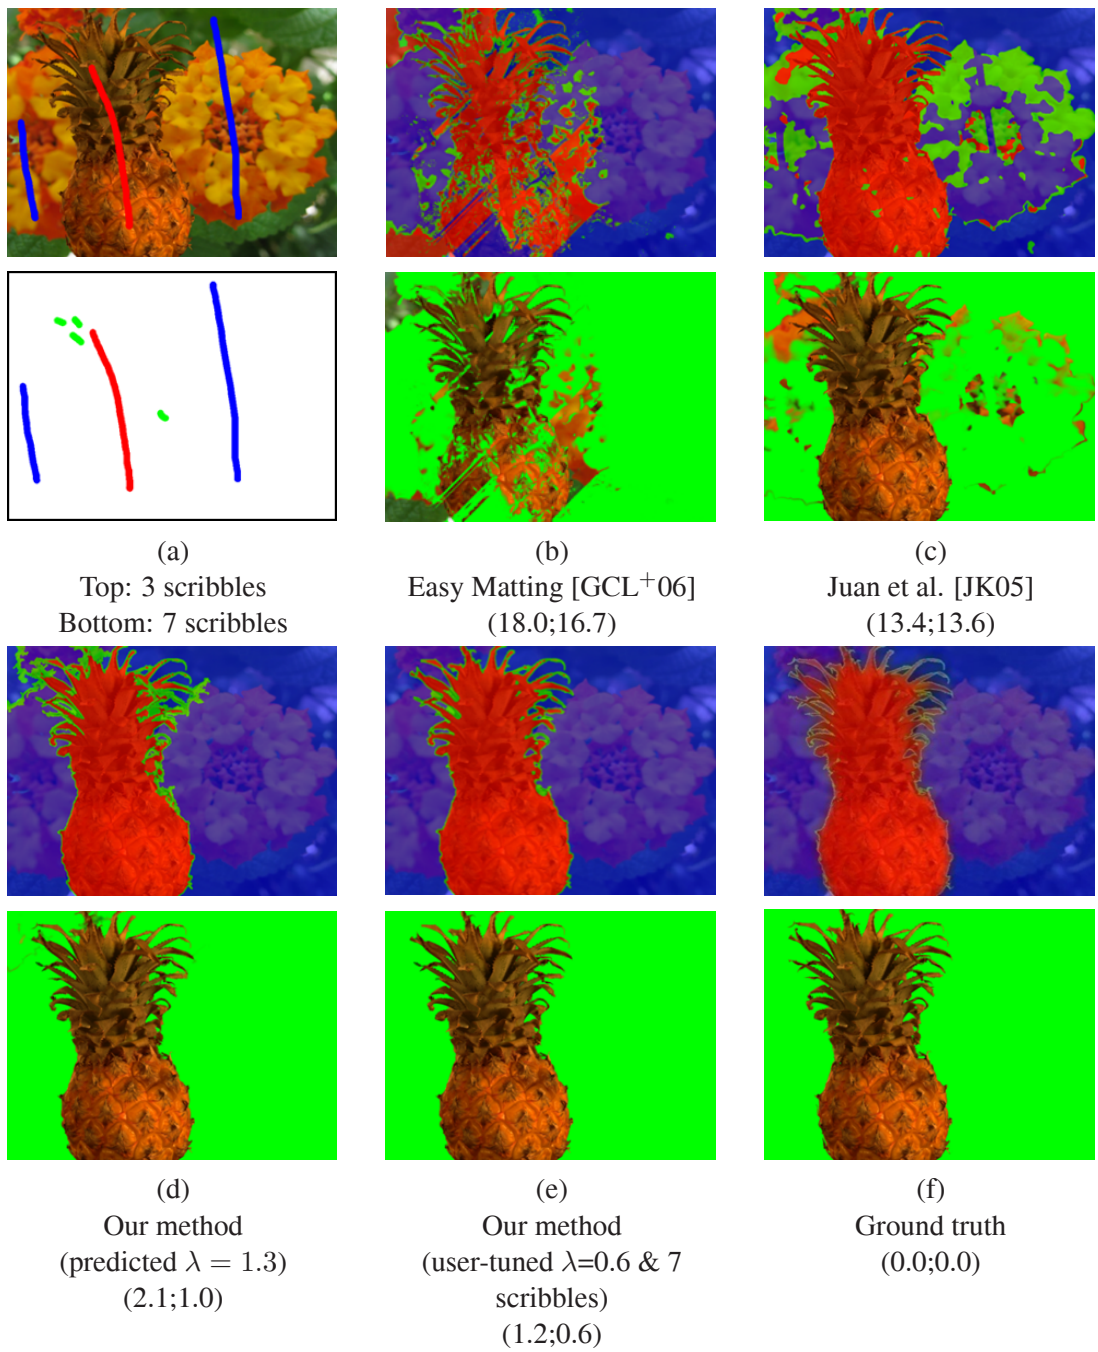 (a)
Top: 3 scribbles
Bottom: 7 scribbles
(b)
Easy Matting [GCL+06]
(18.0;16.7)
(c)
Juan et al. [JK05]
(13.4;13.6)
(d)
Our method
(predicted λ = 1.3)
(2.1;1.0)
(e)
Our method
(user-tuned λ=0.6 & 7
scribbles)
(1.2;0.6)
(f)
Ground truth
(0.0;0.0)